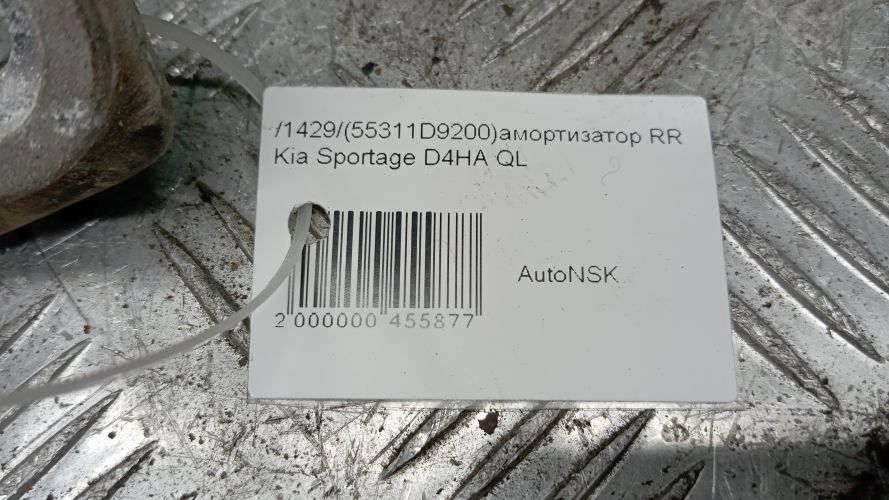 /1429/(55311D9200)амортизатор RR
Kia Sportage D4HA QL
AutoNSK
2 000000 455877